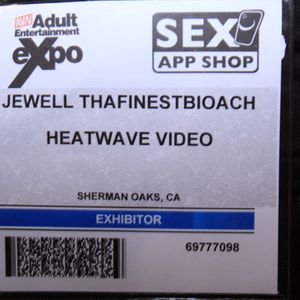 AVN Adult
Entertainment
eXpo
SEX
APP SHOP
JEWELL THAFINESTBIOACH
HEATWAVE VIDEO
SHERMAN OAKS, CA
EXHIBITOR
69777098